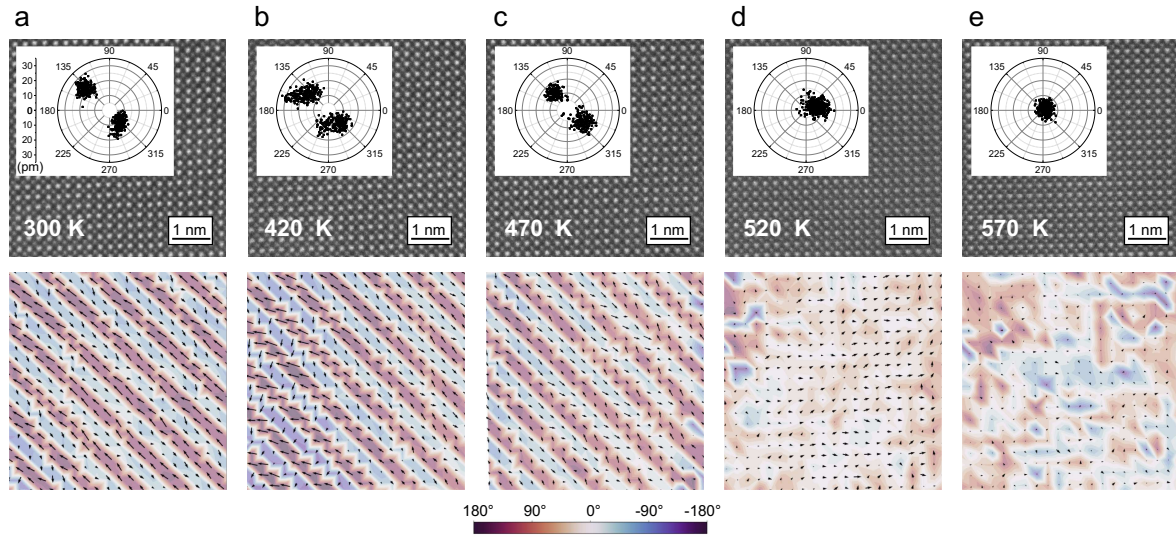 a b c d e
90 90 90 90 90
30 135 45 135 45 135 45 135 45 135 45
20
10
0 180 0 180 0 180 0 180 0 180 0
10
20
30 225 315 225 315 225 315 225 315 225 315
(pm) 270 270 270 270 270
300 K 1 nm 420 K 1 nm 470 K 1 nm 520 K 1 nm 570 K 1 nm
180° 90° 0° -90° -180°